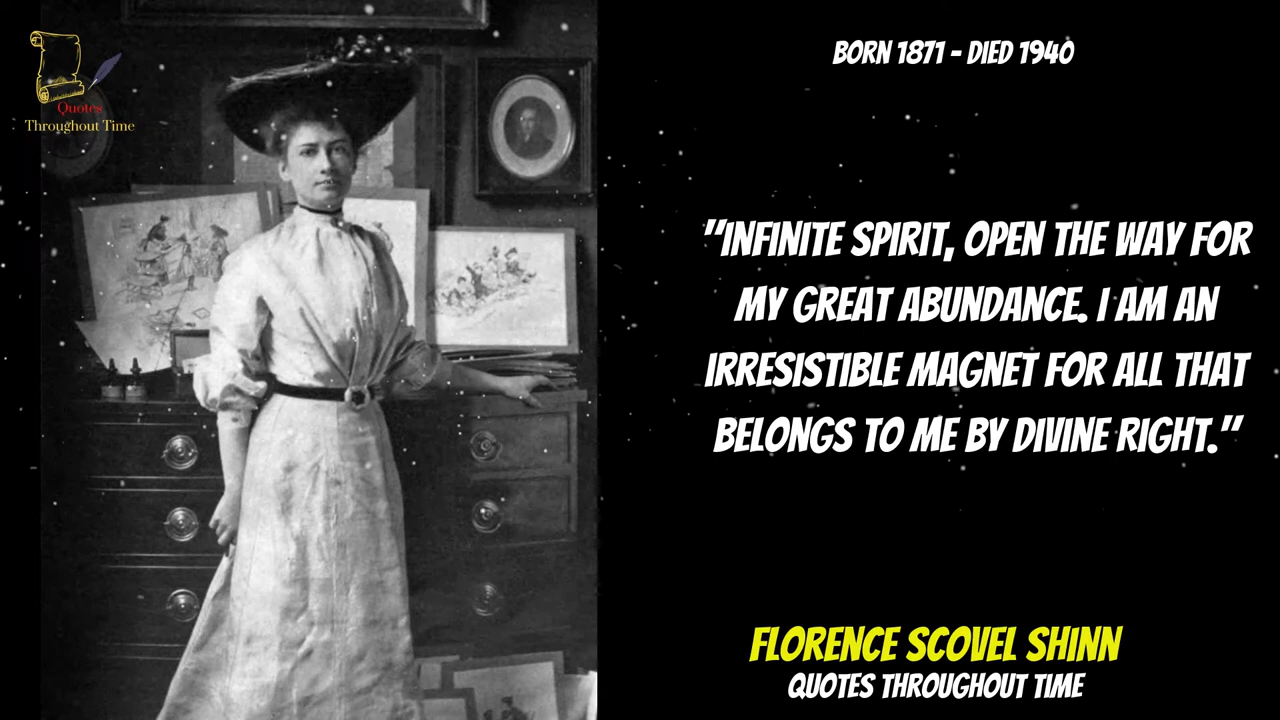 Quotes
Throughout Time
BORN 1871 - DIED 1940
"INFINITE SPIRIT, OPEN THE WAY FOR
MY GREAT ABUNDANCE. I AM AN
IRRESISTIBLE MAGNET FOR ALL THAT
BELONGS TO ME BY DIVINE RIGHT."
FLORENCE SCOVEL SHINN
QUOTES THROUGHOUT TIME